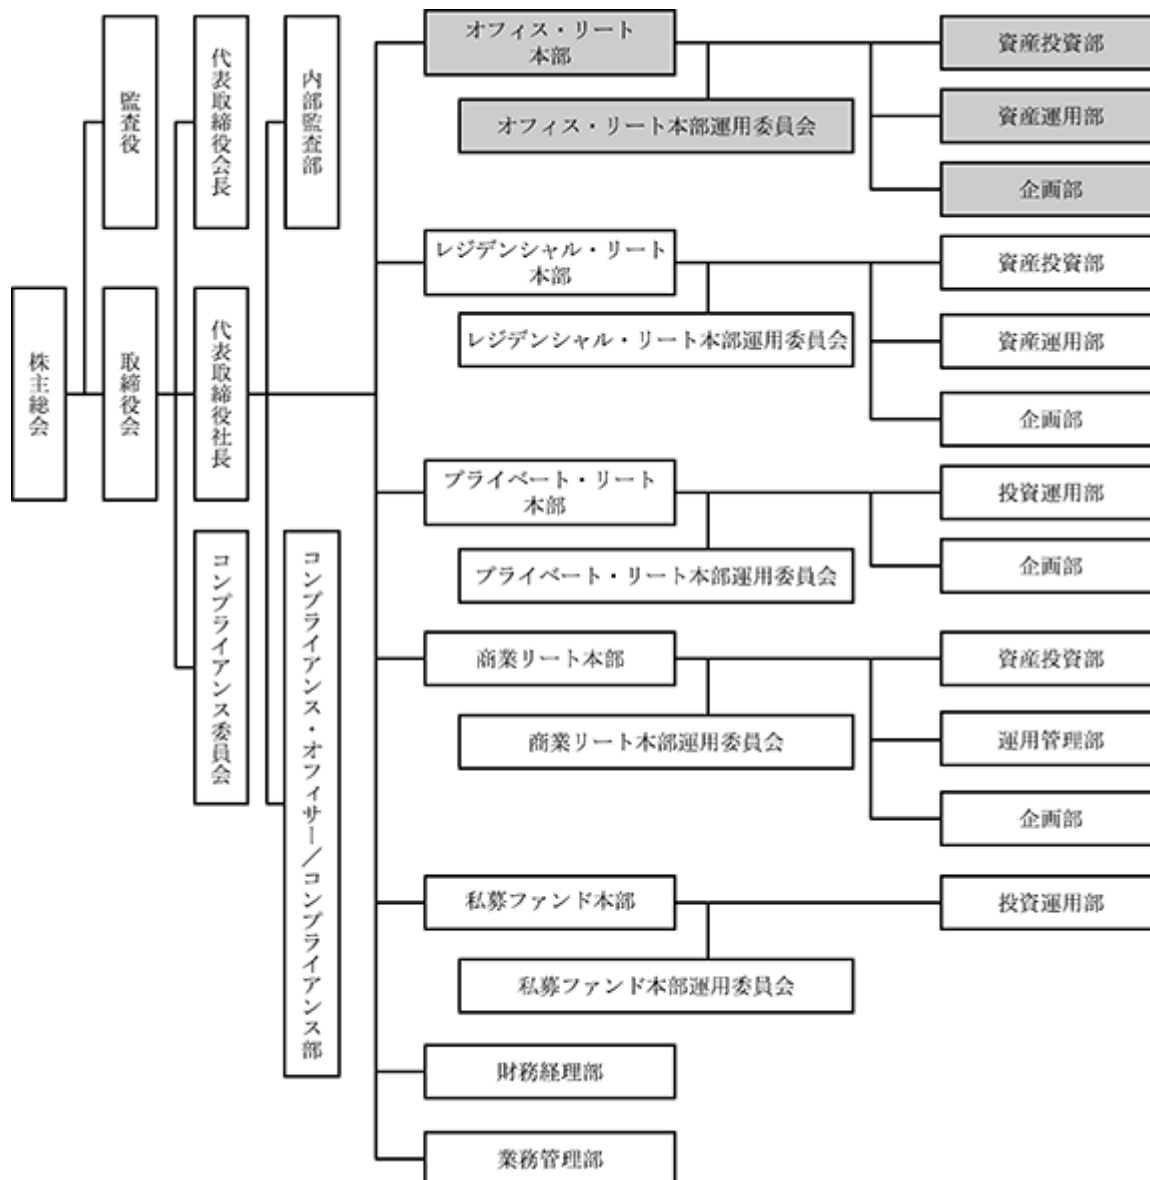 株主総会
監査役
取締役会
代表取締役会長
代表取締役社長
コンプライアンス委員会
内部監査部
コンプライアンス・オフィサー/コンプライアンス部
オフィス・リート
本部
オフィス・リート本部運用委員会
資産投資部
資産運用部
企画部
レジデンシャル・リート
本部
レジデンシャル・リート本部運用委員会
資産投資部
資産運用部
企画部
プライベート・リート
本部
プライベート・リート本部運用委員会
投資運用部
企画部
商業リート本部
商業リート本部運用委員会
資産投資部
運用管理部
企画部
私募ファンド本部
私募ファンド本部運用委員会
投資運用部
財務経理部
業務管理部